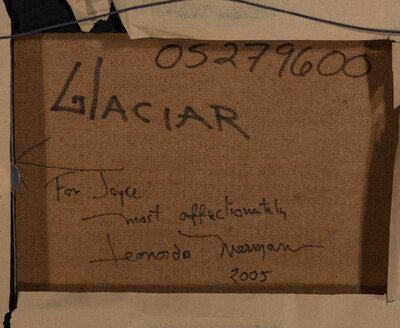 05279600
GlACIAR
For Joyce
most affectionately
Leonardo Nierman
2005